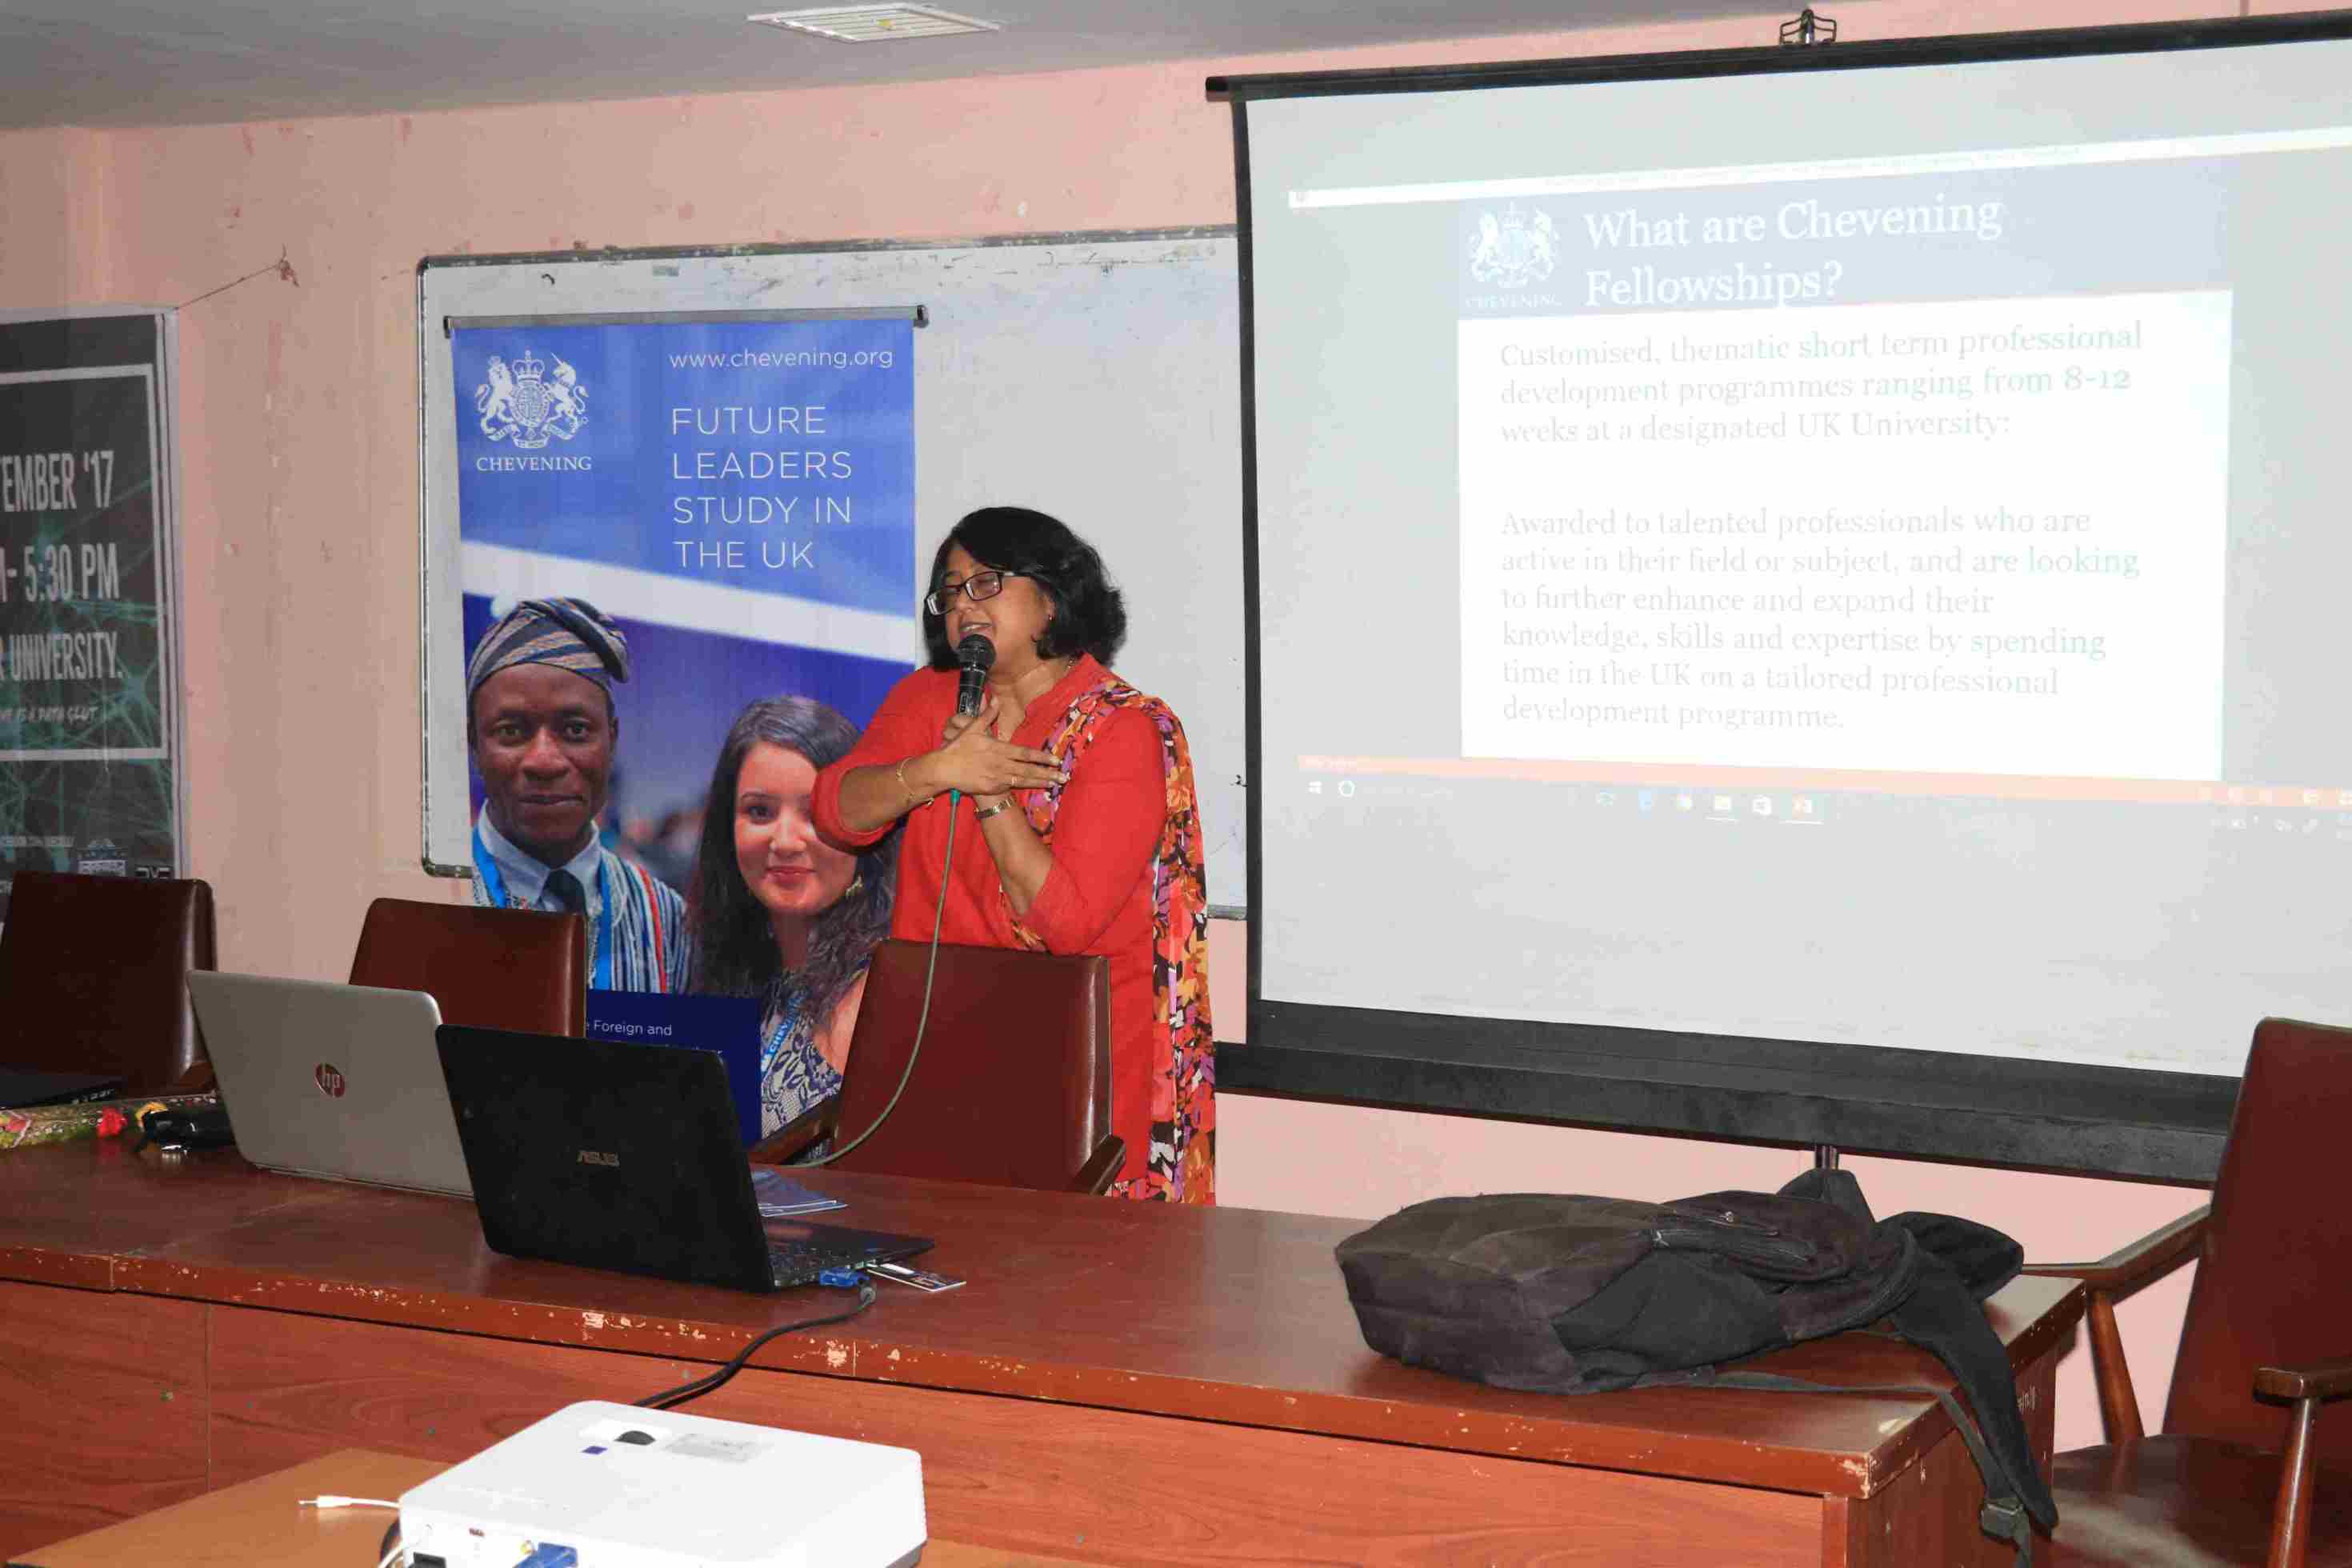 EMBER '17
- 5:30 PM
UNIVERSITY.
CHEVENING
www.chevening.org
FUTURE
LEADERS
STUDY IN
THE UK
Foreign and
hp
ASUS
CHEVENING
What are Chevening
Fellowships?
Customised, thematic short term professional
development programmes ranging from 8-12
weeks at a designated UK University:
Awarded to talented professionals who are
active in their field or subject, and are looking
to further enhance and expand their
knowledge, skills and expertise by spending
time in the UK on a tailored professional
development programme.